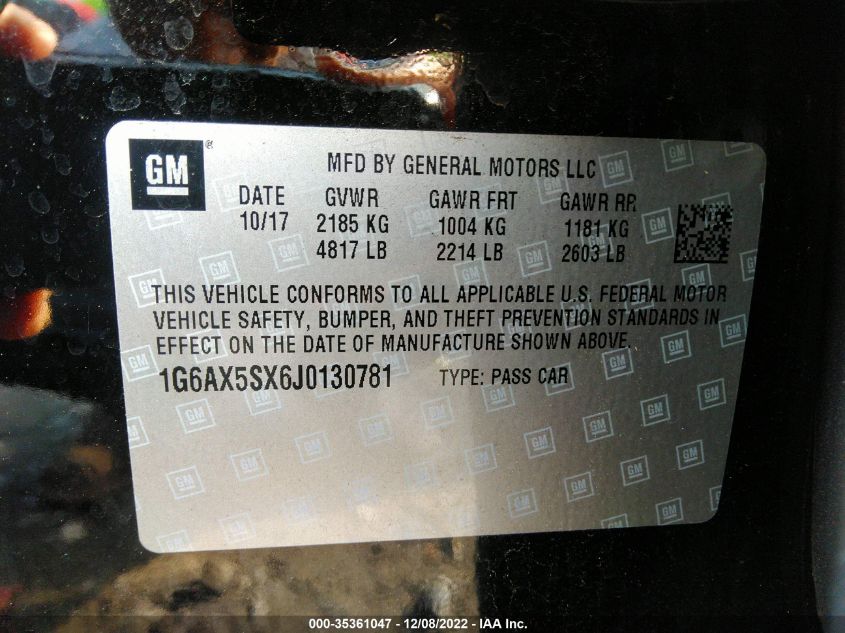 GM ®
MFD BY GENERAL MOTORS LLC
DATE GVWR GAWR FRT GAWR RR
10/17 2185 KG 1004 KG 1181 KG
4817 LB 2214 LB 2603 LB
THIS VEHICLE CONFORMS TO ALL APPLICABLE U.S. FEDERAL MOTOR
VEHICLE SAFETY, BUMPER, AND THEFT PREVENTION STANDARDS IN
EFFECT ON THE DATE OF MANUFACTURE SHOWN ABOVE.
1G6AX5SX6J0130781 TYPE: PASS CAR
000-35361047 — 12/08/2022 — IAA Inc.